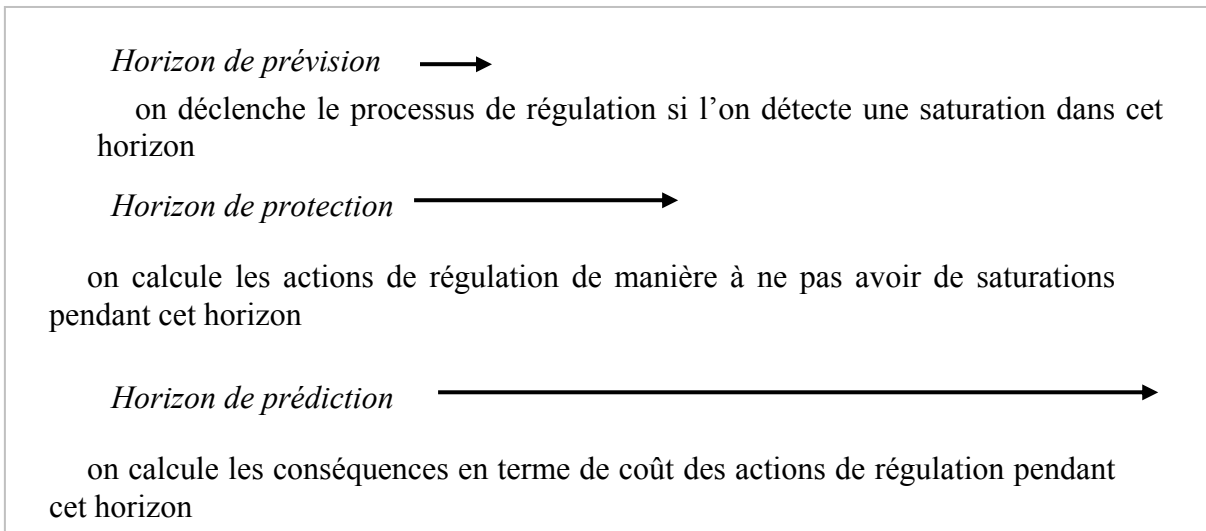 Horizon de prévision
on déclenche le processus de régulation si l’on détecte une saturation dans cet
horizon
Horizon de protection
on calcule les actions de régulation de manière à ne pas avoir de saturations
pendant cet horizon
Horizon de prédiction
on calcule les conséquences en terme de coût des actions de régulation pendant
cet horizon